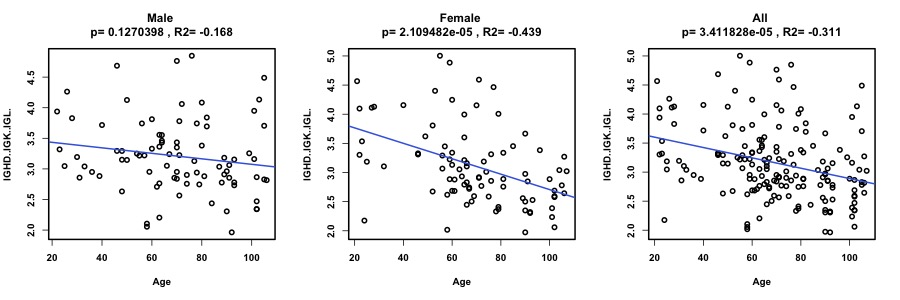 Male
p= 0.1270398 , R2= -0.168
IGHD..IGK..IGL.
2.0 2.5 3.0 3.5 4.0 4.5
20 40 60 80 100
Age
Female
p= 2.109482e-05 , R2= -0.439
IGHD..IGK..IGL.
2.0 2.5 3.0 3.5 4.0 4.5 5.0
20 40 60 80 100
Age
All
p= 3.411828e-05 , R2= -0.311
IGHD..IGK..IGL.
2.0 2.5 3.0 3.5 4.0 4.5 5.0
20 40 60 80 100
Age